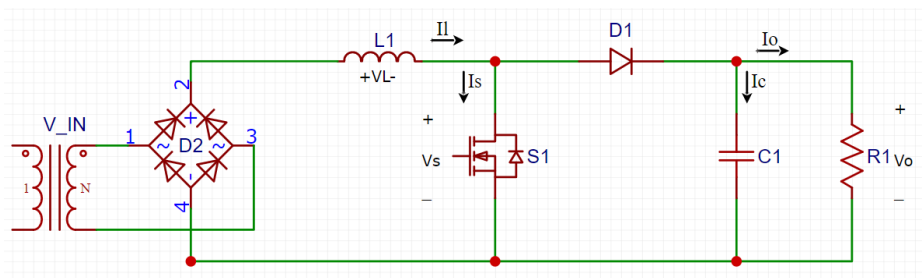 L1
Il
D1
Io
+VL-
Is
Ic
2
V_IN
+
+
+
1
~
D2
~
3
1
N
Vs
S1
C1
R1
Vo
-
4
_
_